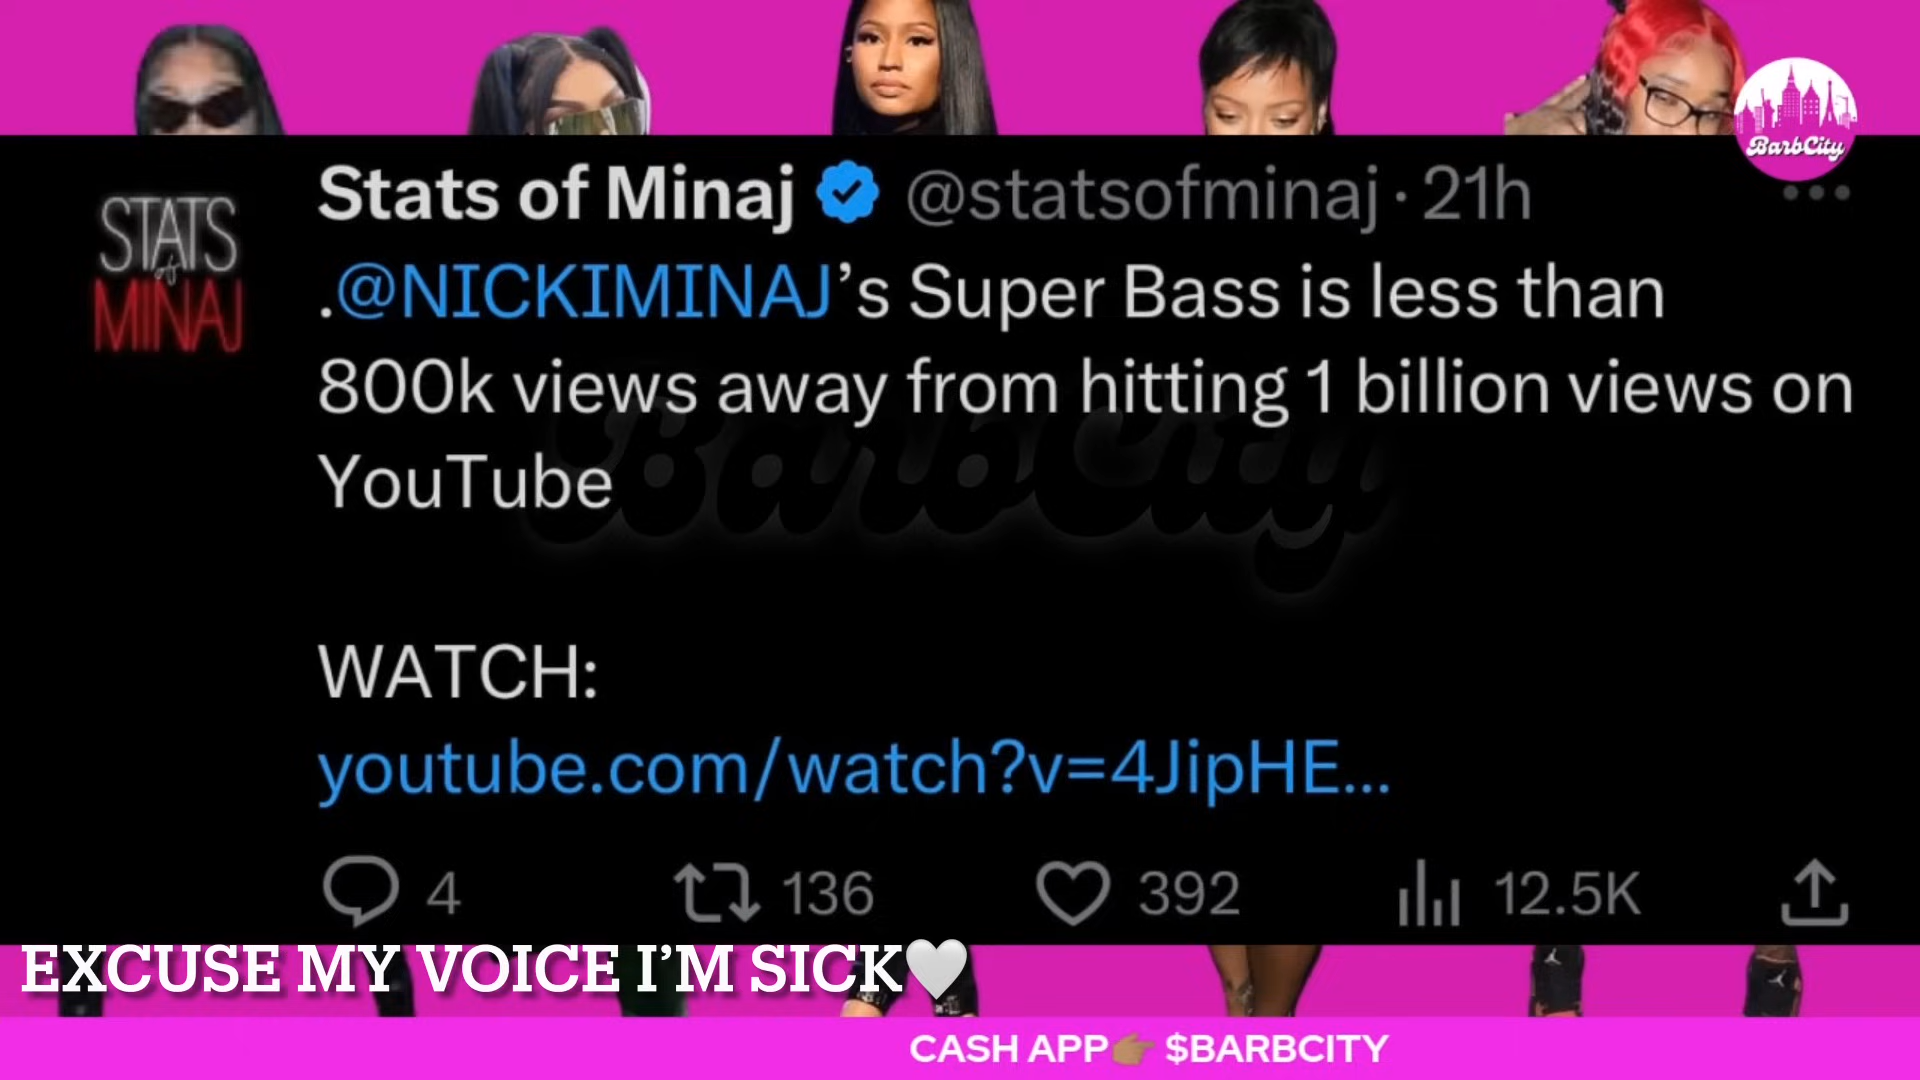 BarbCity
STATS
of
MINAJ
Stats of Minaj @statsofminaj · 21h
.@NICKIMINAJ’s Super Bass is less than
800k views away from hitting 1 billion views on
YouTube
BarbCity
WATCH:
youtube.com/watch?v=4JipHE...
4 136 392 12.5K
EXCUSE MY VOICE I’M SICK🤍
CASH APP👉🏽 $BARBCITY